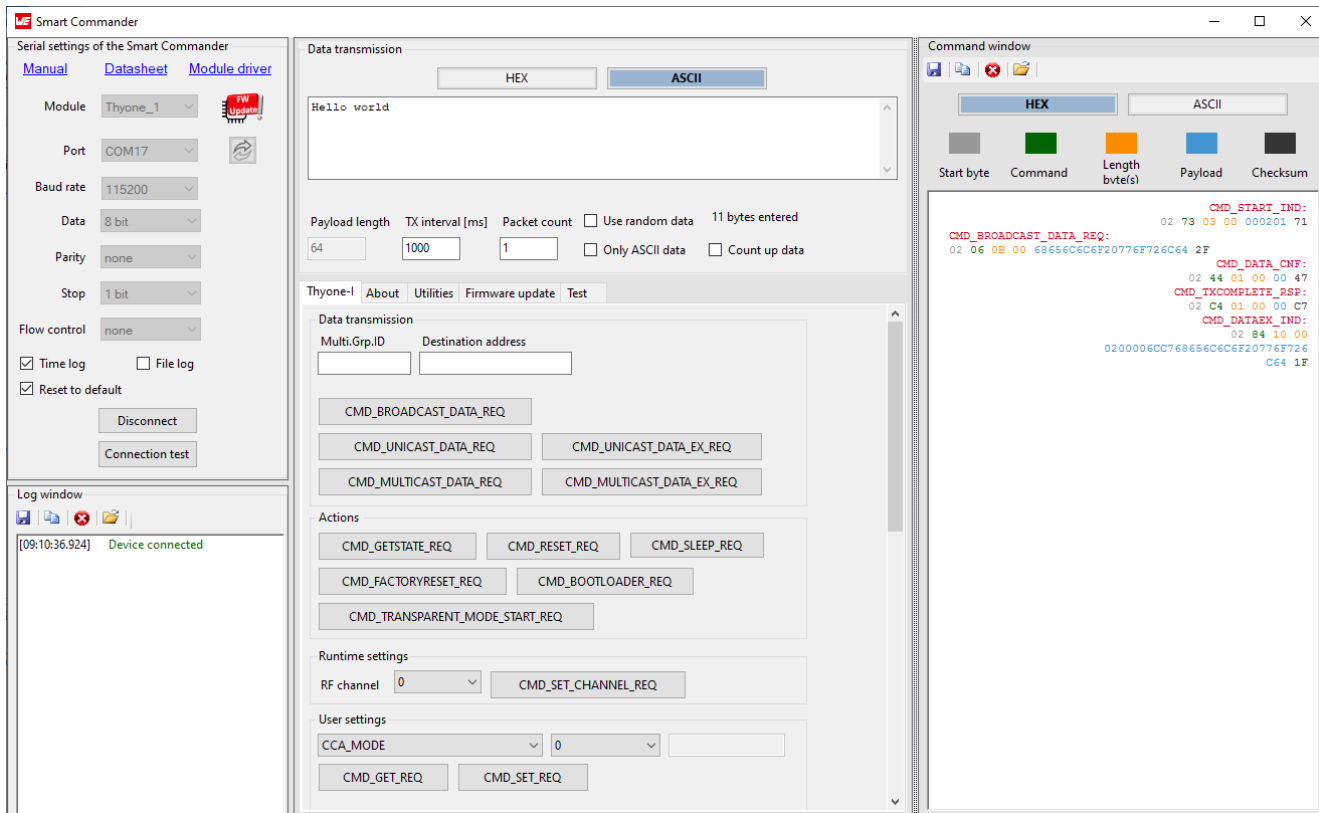 WE Smart Commander
Serial settings of the Smart Commander
Manual Datasheet Module driver
Module Thyone_1 FW Update!
Port COM17
Baud rate 115200
Data 8 bit
Parity none
Stop 1 bit
Flow control none
Time log File log
Reset to default
Disconnect
Connection test
Log window
[09:10:36.924] Device connected
Data transmission
HEX ASCII
Hello world
Payload length TX interval [ms] Packet count Use random data 11 bytes entered
64 1000 1 Only ASCII data Count up data
Thyone-I About Utilities Firmware update Test
Data transmission
Multi.Grp.ID Destination address
CMD_BROADCAST_DATA_REQ
CMD_UNICAST_DATA_REQ CMD_UNICAST_DATA_EX_REQ
CMD_MULTICAST_DATA_REQ CMD_MULTICAST_DATA_EX_REQ
Actions
CMD_GETSTATE_REQ CMD_RESET_REQ CMD_SLEEP_REQ
CMD_FACTORYRESET_REQ CMD_BOOTLOADER_REQ
CMD_TRANSPARENT_MODE_START_REQ
Runtime settings
RF channel 0 CMD_SET_CHANNEL_REQ
User settings
CCA_MODE 0
CMD_GET_REQ CMD_SET_REQ
Command window
HEX ASCII
Start byte Command Length byte(s) Payload Checksum
CMD_START_IND:
02 73 03 00 000201 71
CMD_BROADCAST_DATA_REQ:
02 06 0B 00 68656C6C6F20776F726C64 2F
CMD_DATA_CNF:
02 44 01 00 00 47
CMD_TXCOMPLETE_RSP:
02 C4 01 00 00 C7
CMD_DATAEX_IND:
02 84 10 00
0200006CC768656C6C6F20776F726
C64 1F